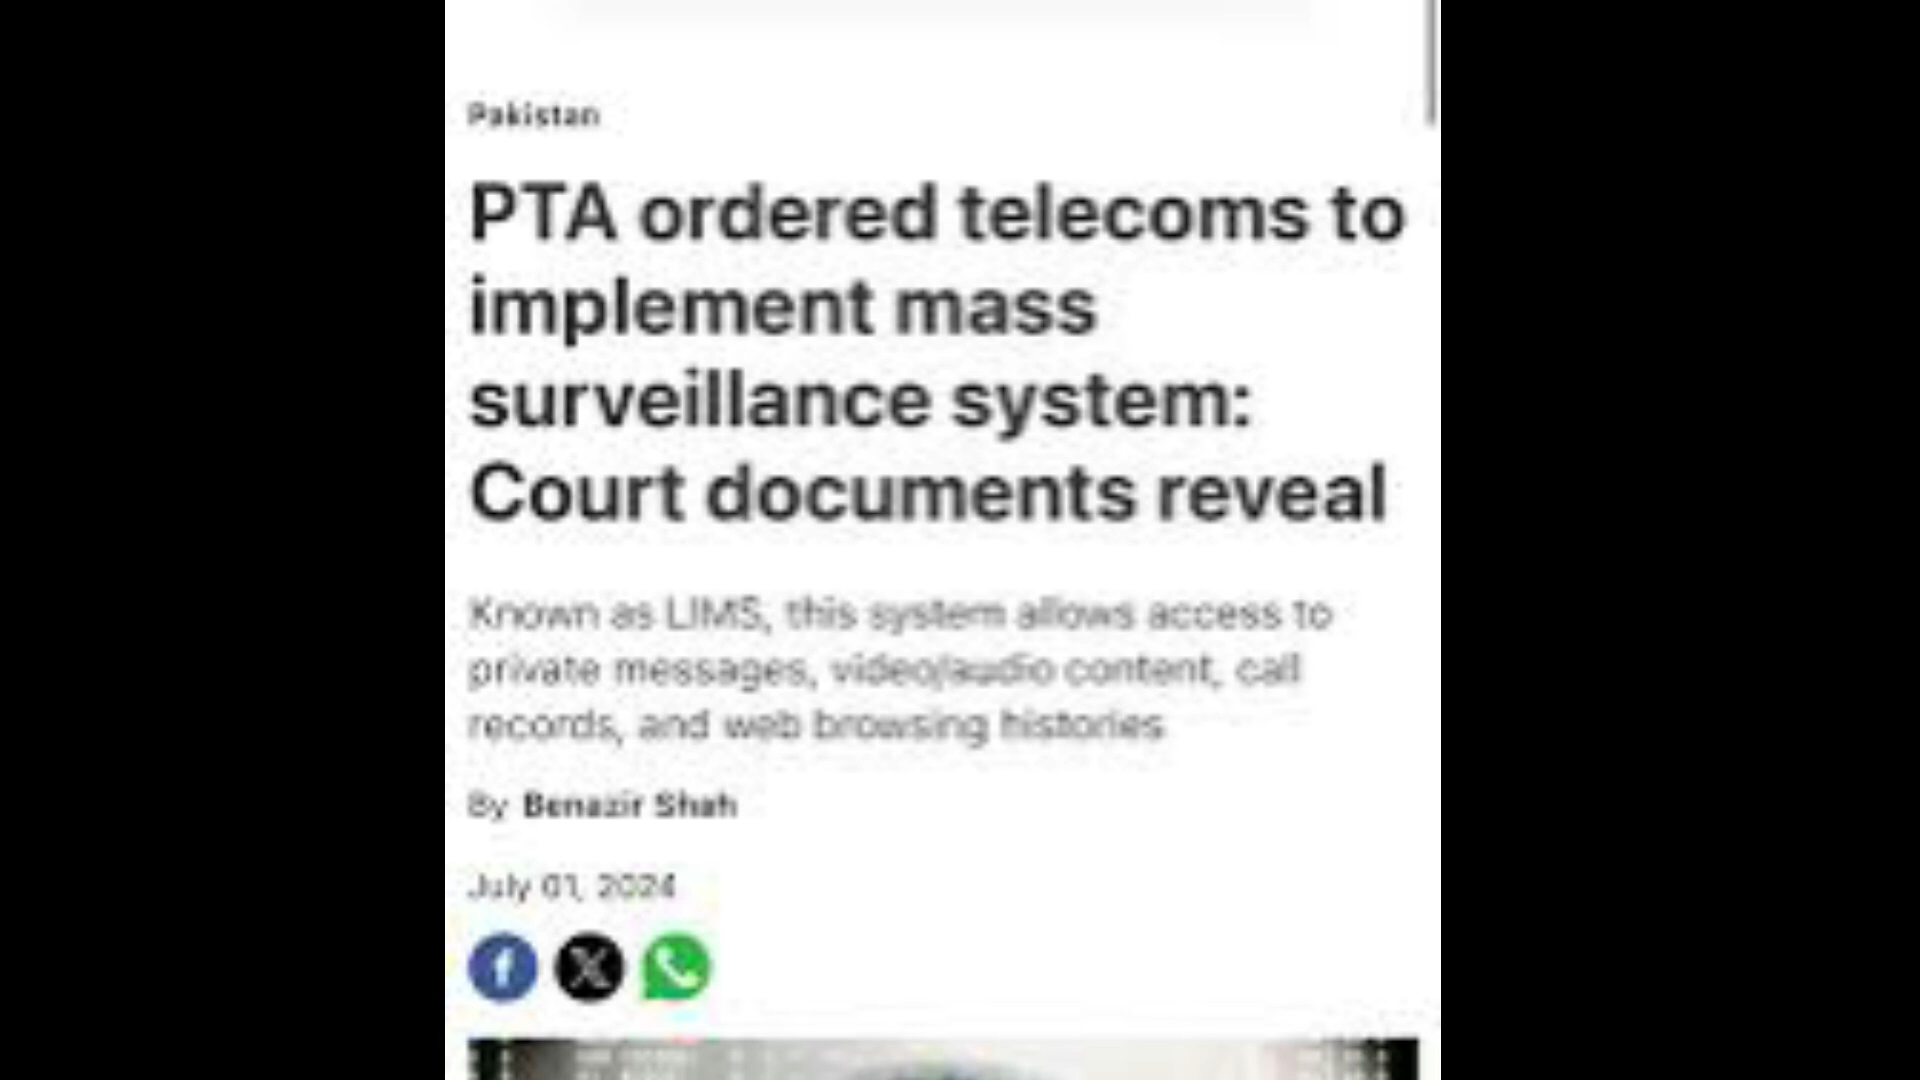 Pakistan
PTA ordered telecoms to
implement mass
surveillance system:
Court documents reveal
Known as LIMS, this system allows access to
private messages, video/audio content, call
records, and web browsing histories
By Benazir Shah
July 01, 2024